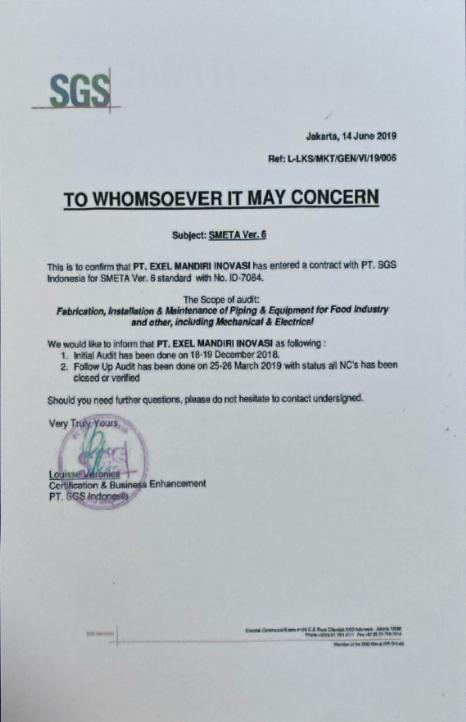 SGS
Jakarta, 14 June 2019
Ref: L-LKS/MKT/GEN/VI/19/006
TO WHOMSOEVER IT MAY CONCERN
Subject: SMETA Ver. 6
This is to confirm that PT. EXEL MANDIRI INOVASI has entered a contract with PT. SGS
Indonesia for SMETA Ver. 6 standard with No. ID-7084.
The Scope of audit:
Fabrication, Installation & Maintenance of Piping & Equipment for Food Industry
and other, including Mechanical & Electrical
We would like to inform that PT. EXEL MANDIRI INOVASI as following :
1. Initial Audit has been done on 18-19 December 2018.
2. Follow Up Audit has been done on 25-26 March 2019 with status all NC's has been
closed or verified
Should you need further questions, please do not hesitate to contact undersigned.
Very Truly Yours,
Louisse Veronica
Certification & Business Enhancement
PT. SGS Indonesia
Member of the SGS Group